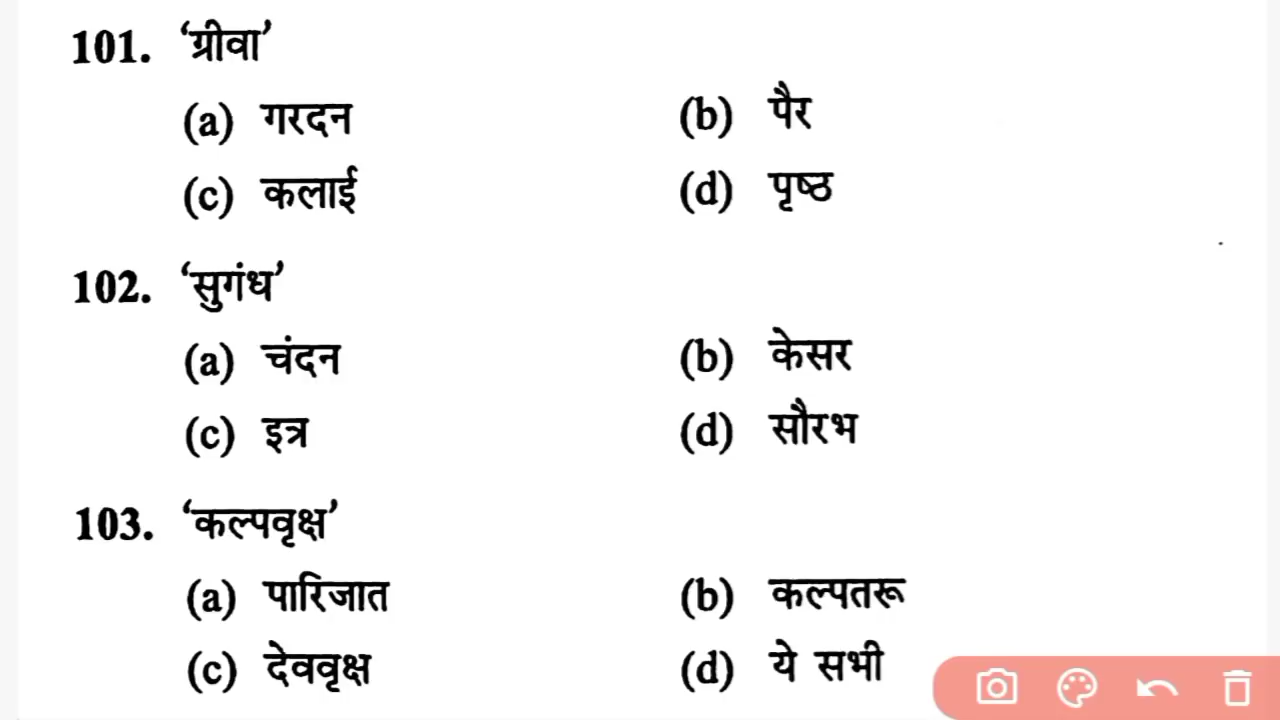 101. ‘ग्रीवा’
(a) गरदन (b) पैर
(c) कलाई (d) पृष्ठ
102. ‘सुगंध’
(a) चंदन (b) केसर
(c) इत्र (d) सौरभ
103. ‘कल्पवृक्ष’
(a) पारिजात (b) कल्पतरू
(c) देववृक्ष (d) ये सभी